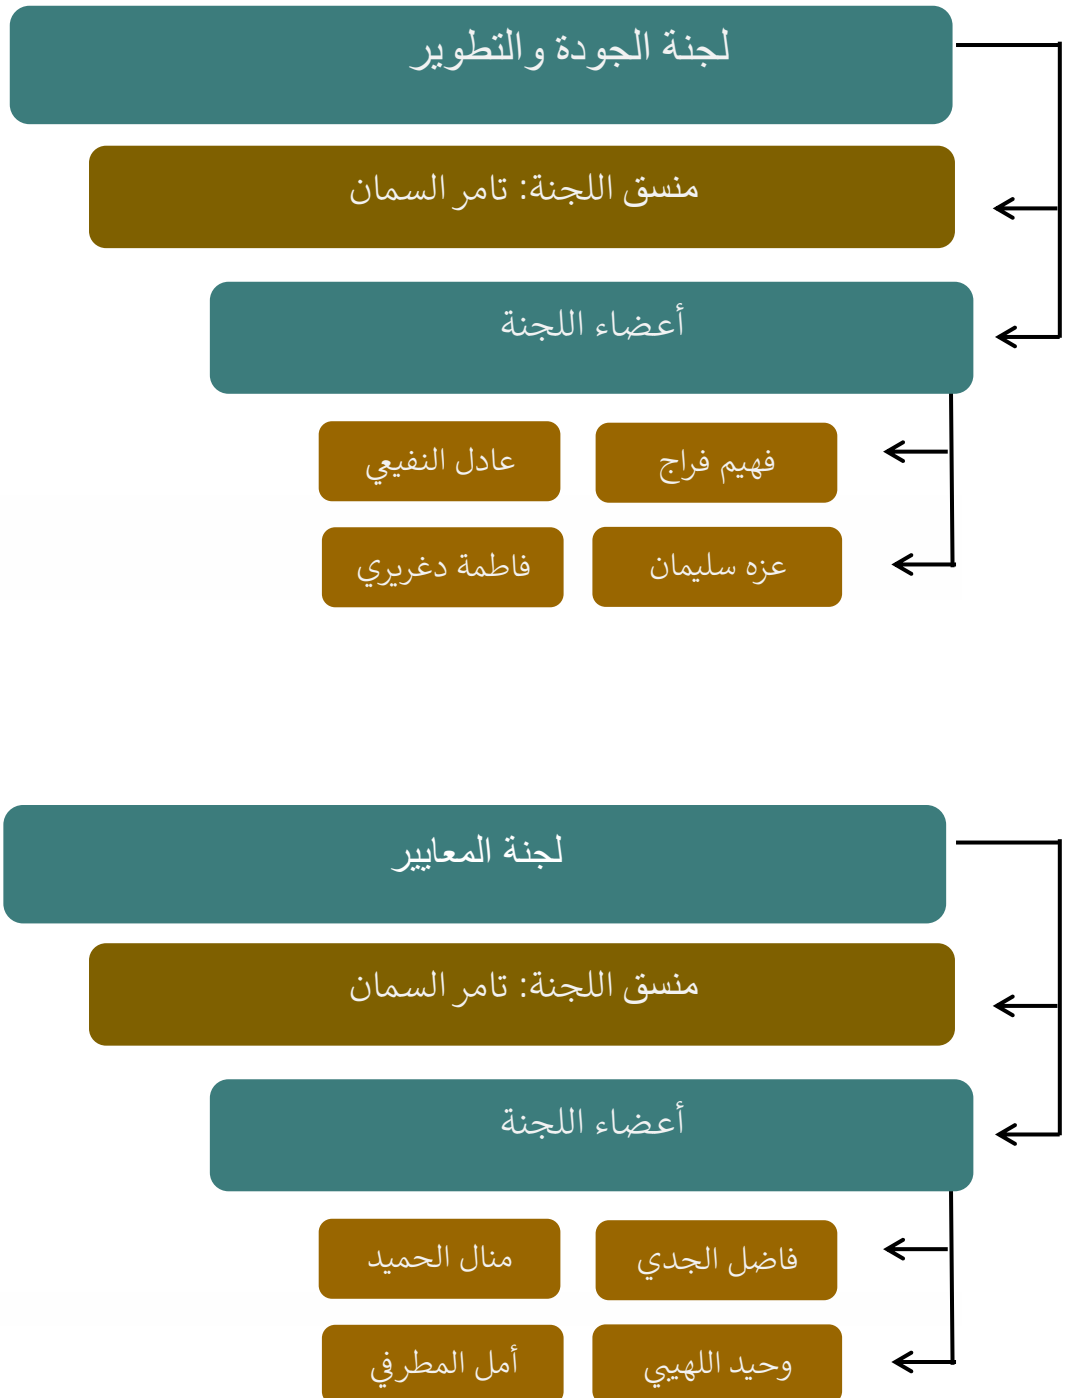 لجنة الجودة والتطوير
منسق اللجنة: تامر السمان
أعضاء اللجنة
فهيم فراج
عادل النفيعي
عزه سليمان
فاطمة دغريري
لجنة المعايير
منسق اللجنة: تامر السمان
أعضاء اللجنة
فاضل الجدي
منال الحميد
وحيد اللهيبي
أمل المطرفي